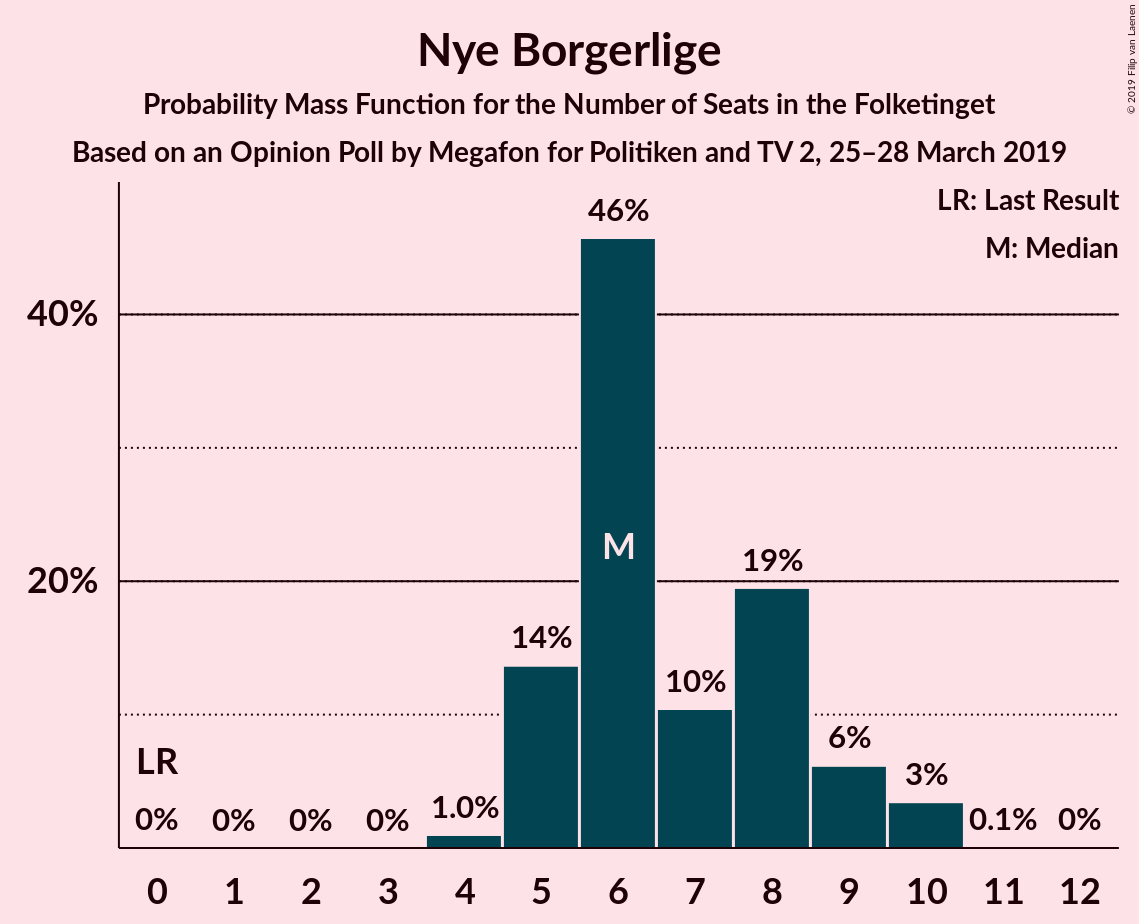 Nye Borgerlige
Probability Mass Function for the Number of Seats in the Folketinget
Based on an Opinion Poll by Megafon for Politiken and TV 2, 25–28 March 2019
© 2019 Filip van Laenen
LR: Last Result
M: Median
40%
20%
LR
0%
0%
0%
0%
1.0%
14%
46%
M
10%
19%
6%
3%
0.1%
0%
0 1 2 3 4 5 6 7 8 9 10 11 12